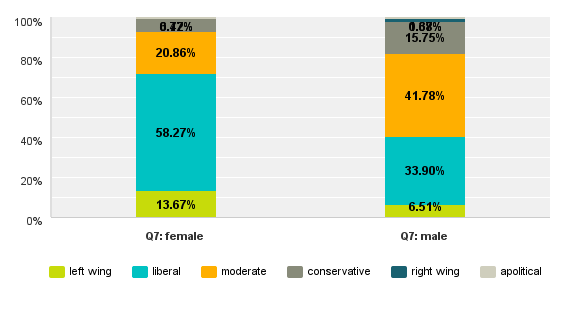 100%
80%
60%
40%
20%
0%
20.86%
58.27%
13.67%
15.75%
41.78%
33.90%
6.51%
Q7: female
Q7: male
left wing
liberal
moderate
conservative
right wing
apolitical